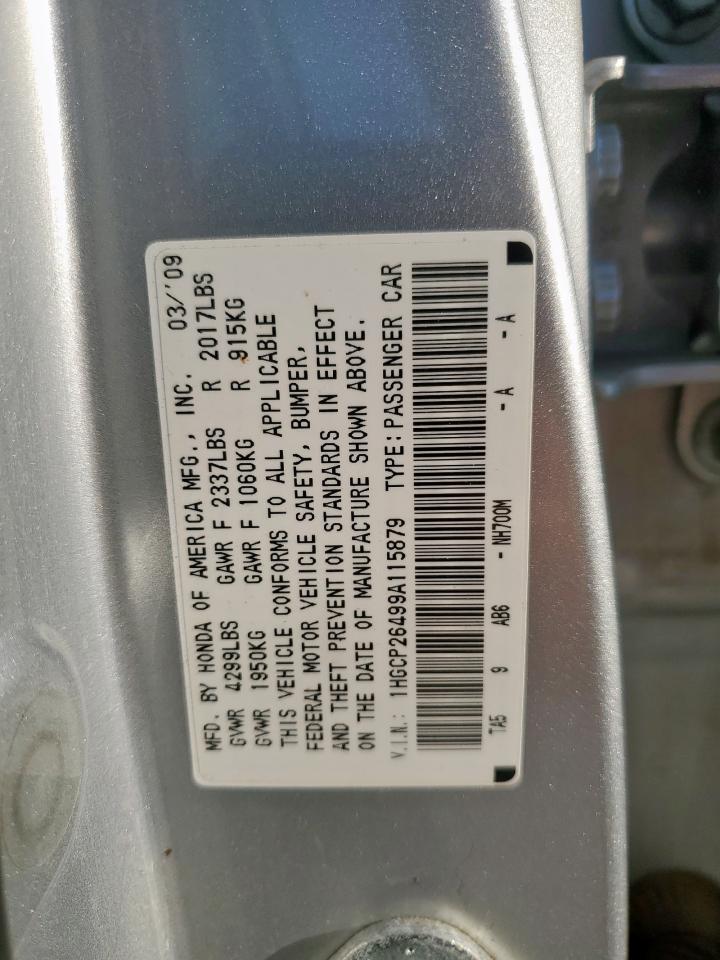 MFD. BY HONDA OF AMERICA MFG., INC. 03/'09
GVWR 4299LBS GAWR F 2337LBS R 2017LBS
GVWR 1950KG GAWR F 1060KG R 915KG
THIS VEHICLE CONFORMS TO ALL APPLICABLE
FEDERAL MOTOR VEHICLE SAFETY, BUMPER,
AND THEFT PREVENTION STANDARDS IN EFFECT
ON THE DATE OF MANUFACTURE SHOWN ABOVE.
V.I.N.: 1HGCP26499A115879 TYPE: PASSENGER CAR
TA5 9 AB6 - NH700M - A - A